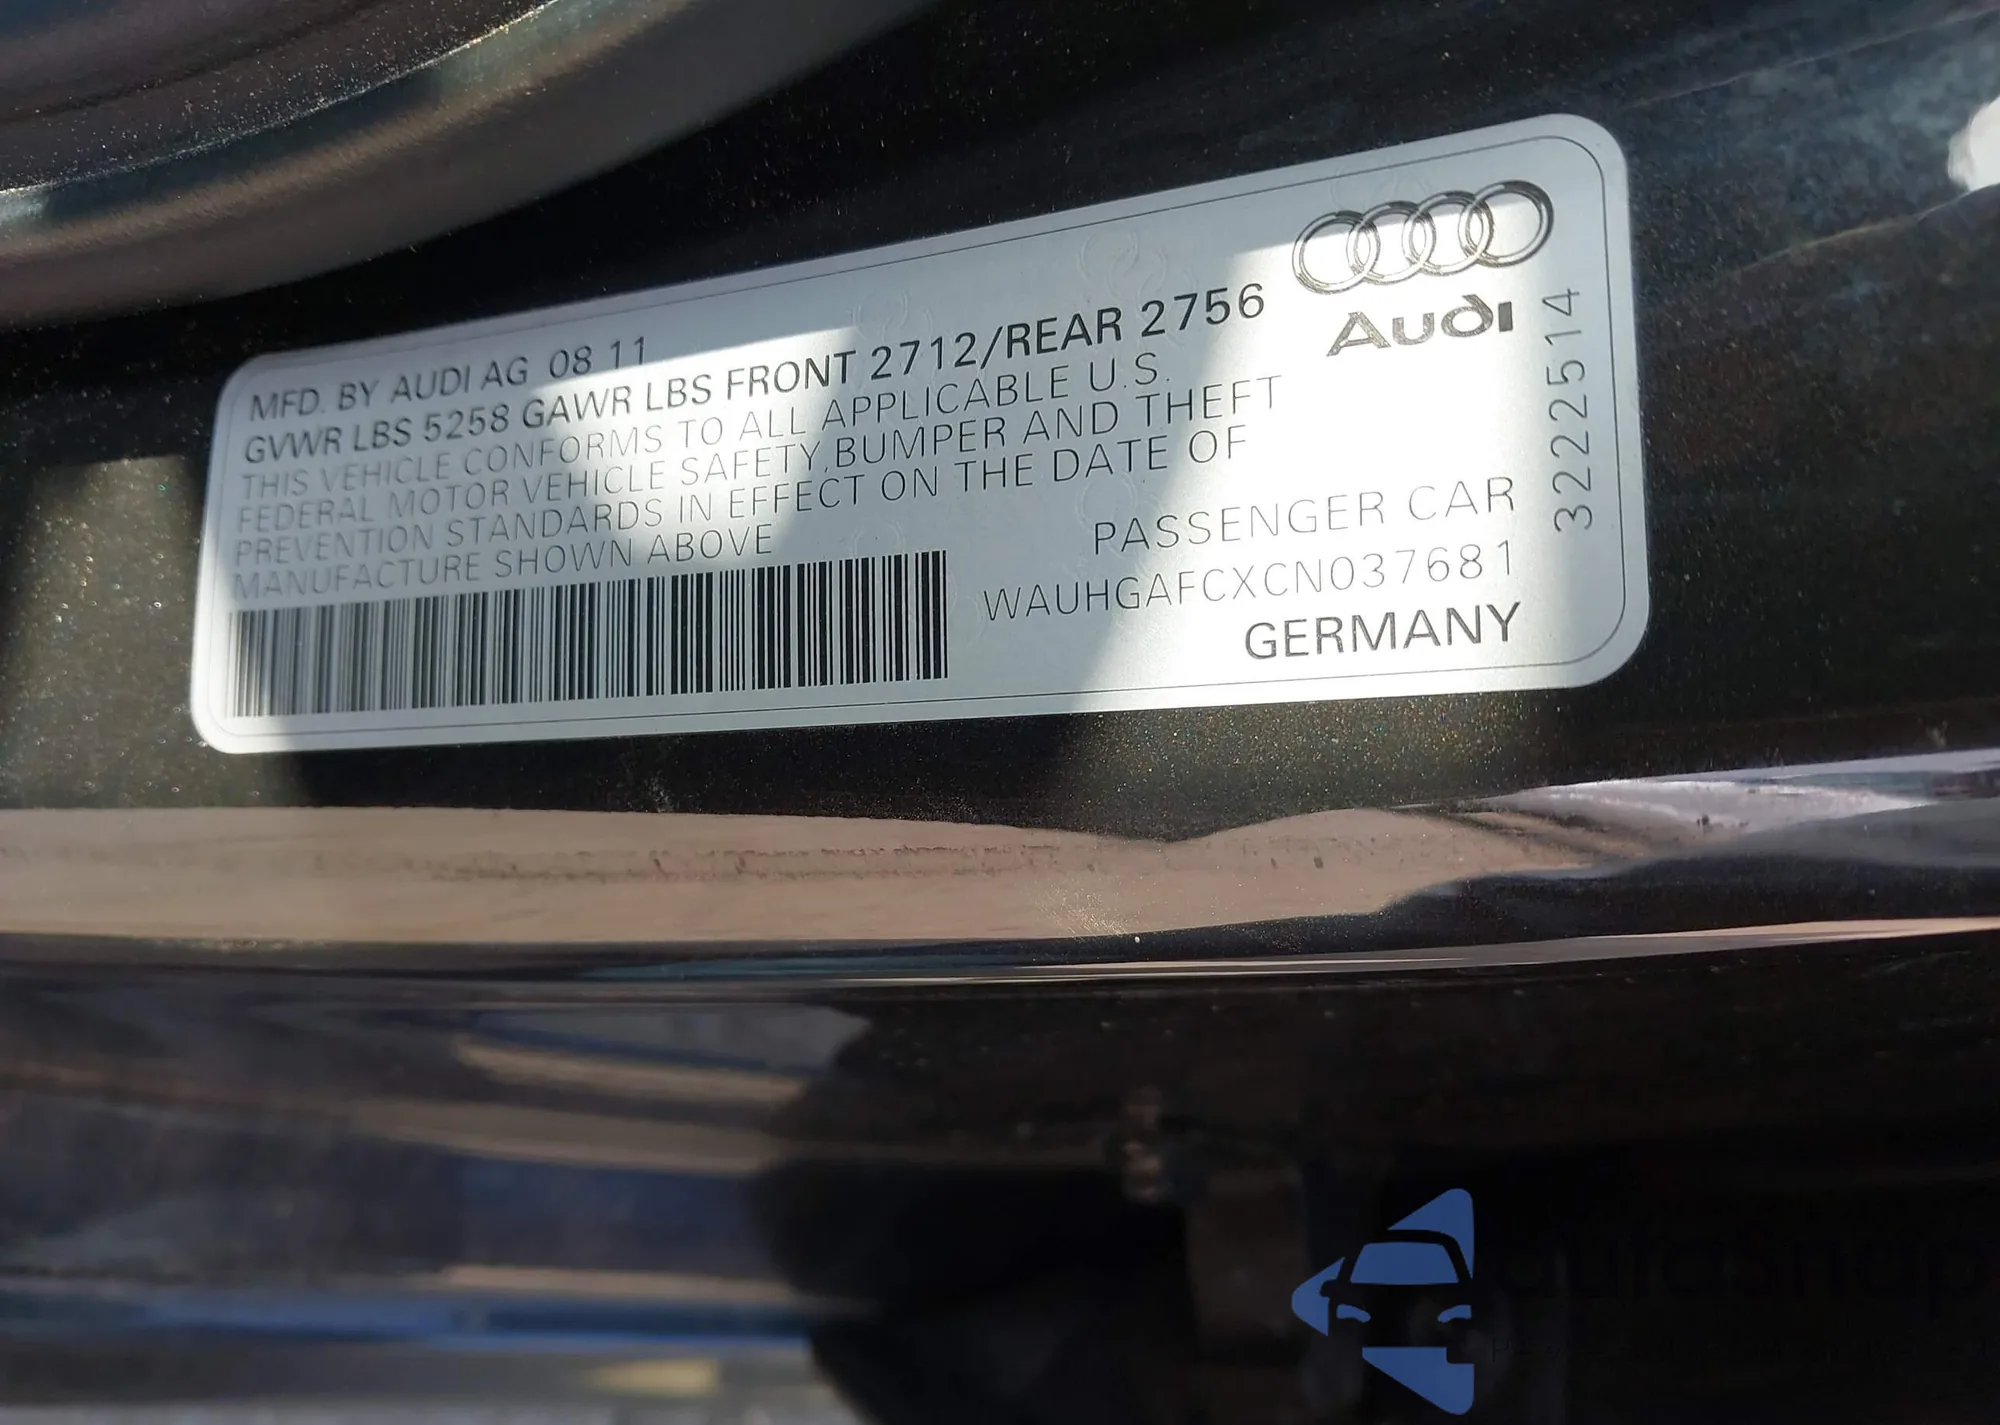 MFD. BY AUDI AG 08 11
GVWR LBS 5258 GAWR LBS FRONT 2712/REAR 2756
THIS VEHICLE CONFORMS TO ALL APPLICABLE U.S.
FEDERAL MOTOR VEHICLE SAFETY,BUMPER AND THEFT
PREVENTION STANDARDS IN EFFECT ON THE DATE OF
MANUFACTURE SHOWN ABOVE
PASSENGER CAR
WAUHGAFCXCN037681
GERMANY
Audi
3222514